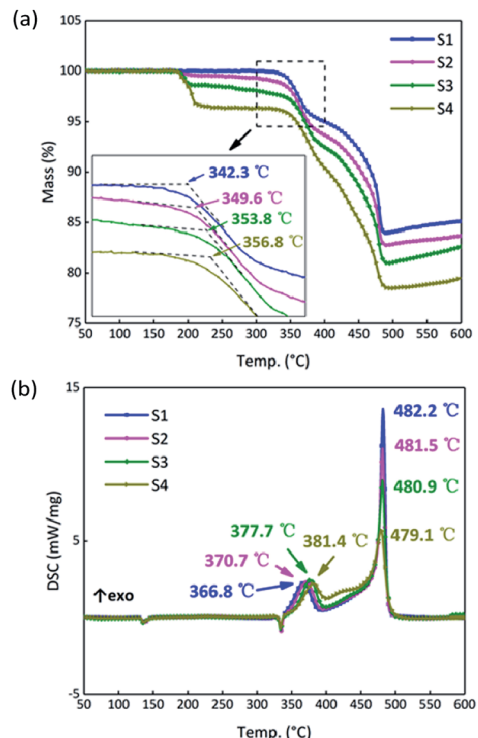 (a)
100
95
90
85
80
75
Mass (%)
S1
S2
S3
S4
342.3 ℃
349.6 ℃
353.8 ℃
356.8 ℃
50 100 150 200 250 300 350 400 450 500 550 600
Temp. (°C)
(b)
15
5
-5
DSC (mW/mg)
S1
S2
S3
S4
482.2 ℃
481.5 ℃
480.9 ℃
479.1 ℃
377.7 ℃
381.4 ℃
370.7 ℃
366.8 ℃
↑exo
50 100 150 200 250 300 350 400 450 500 550 600
Temp. (°C)